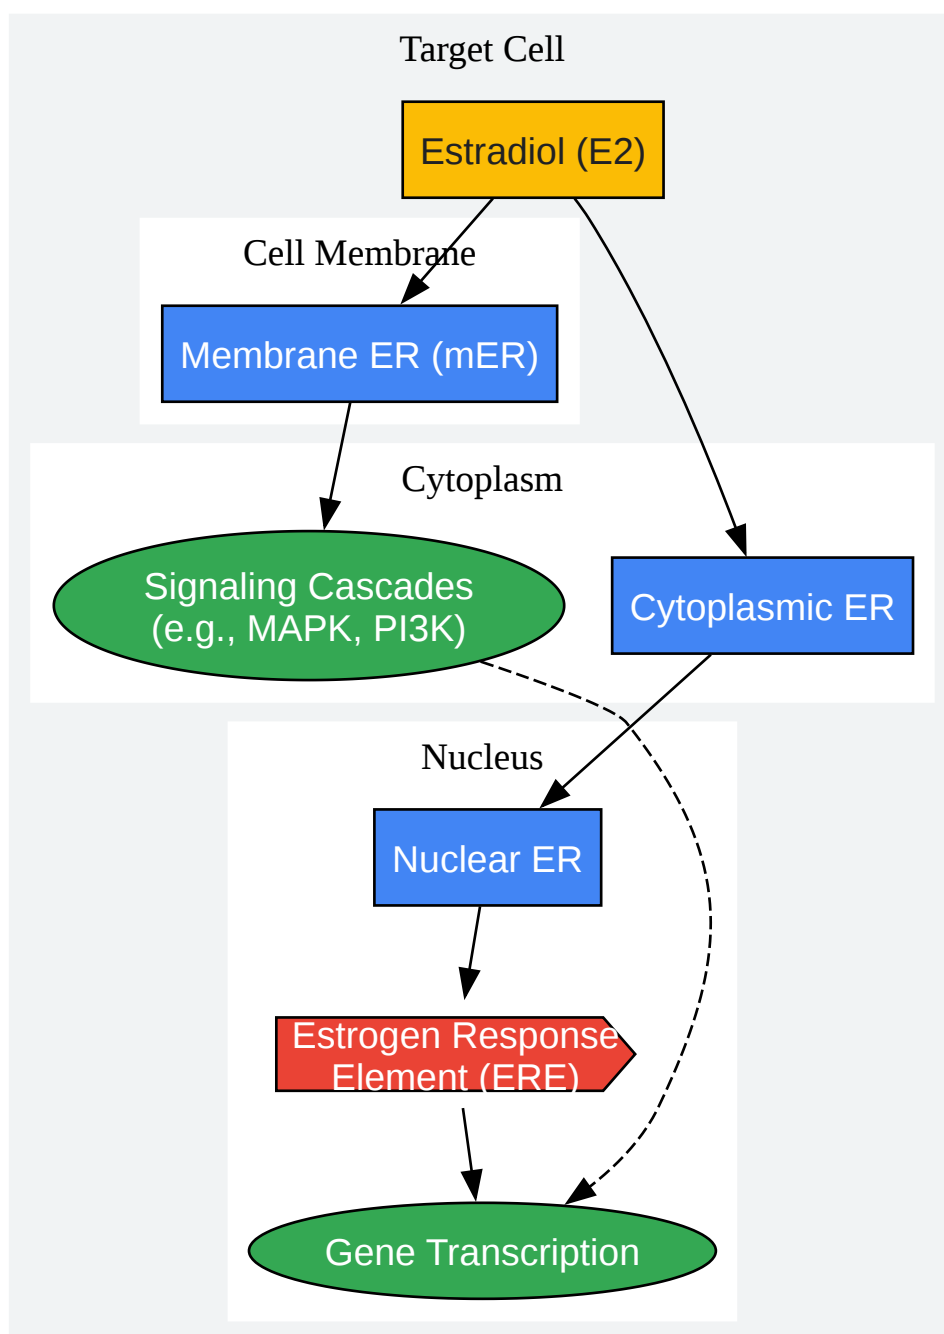 Target Cell
Estradiol (E2)
Cell Membrane
Membrane ER (mER)
Cytoplasm
Signaling Cascades
(e.g., MAPK, PI3K)
Cytoplasmic ER
Nucleus
Nuclear ER
Estrogen Response
Element (ERE)
Gene Transcription